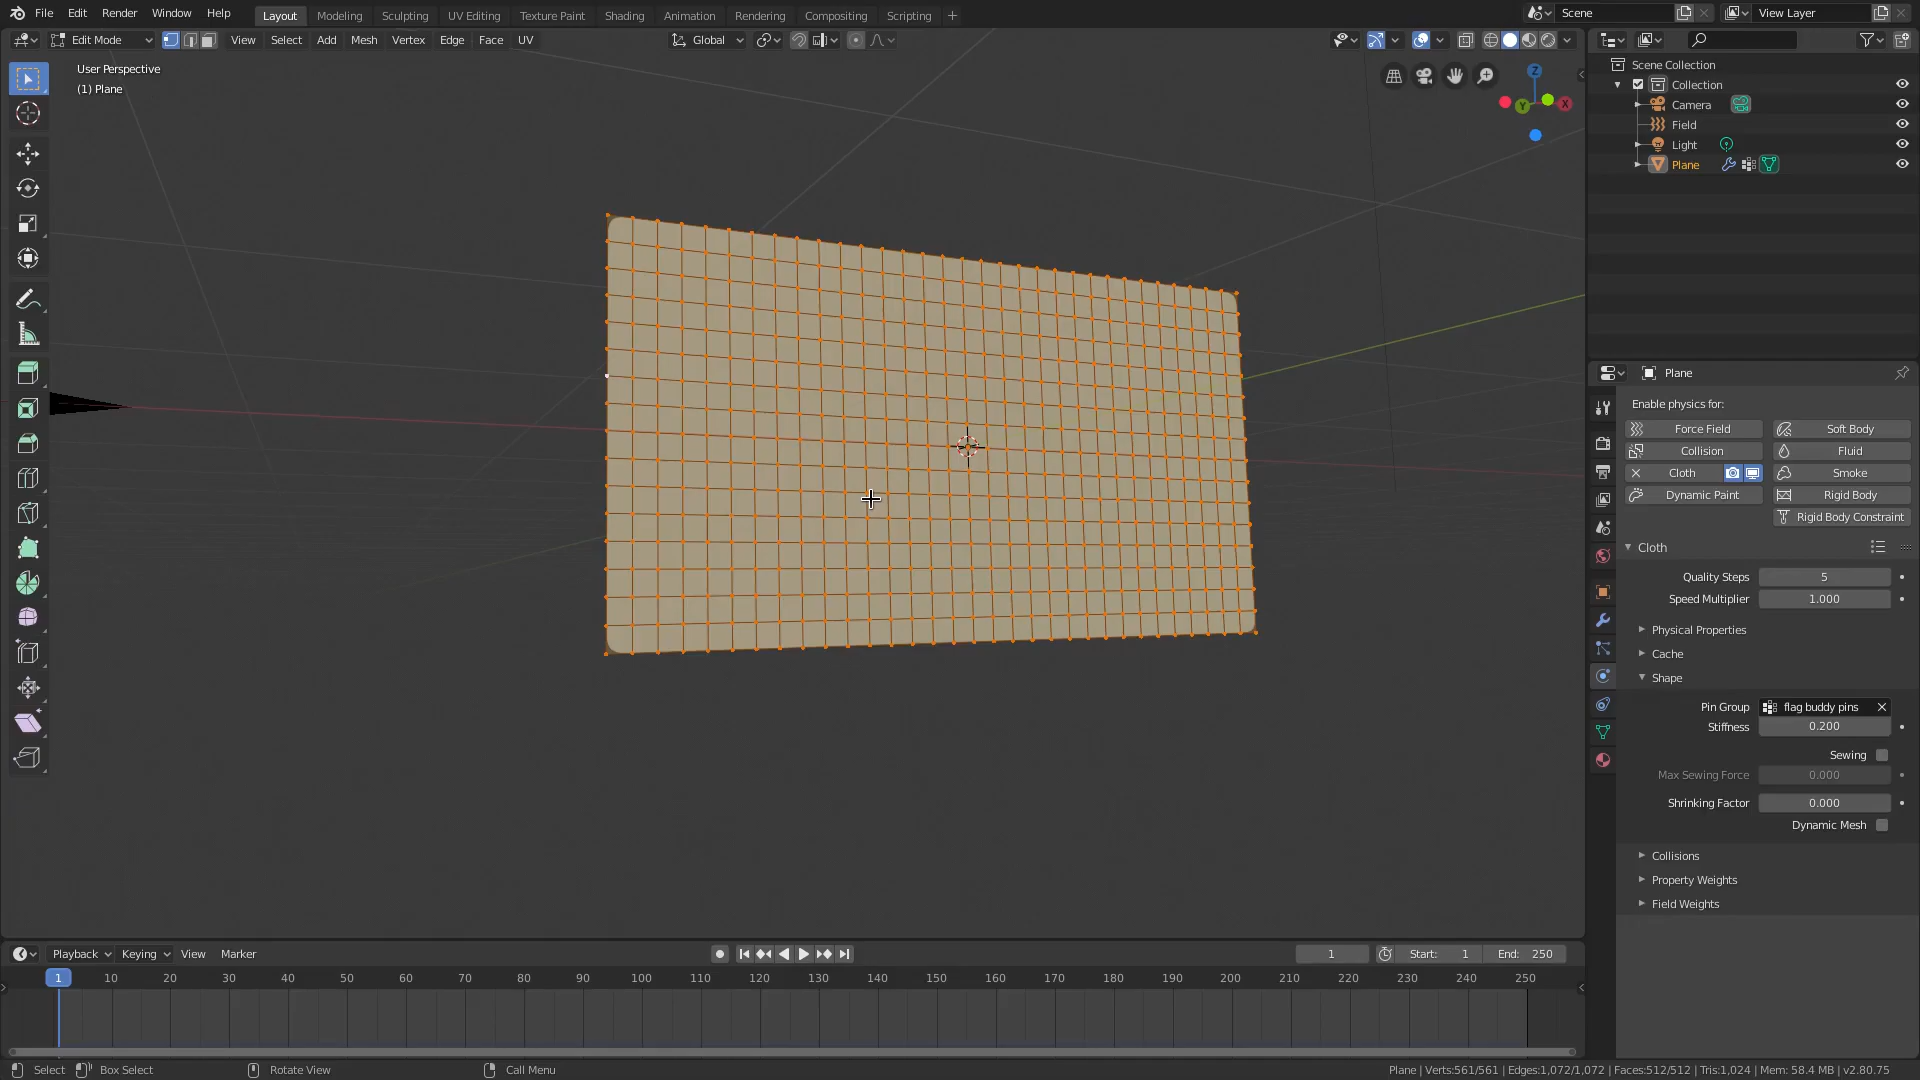 File Edit Render Window Help Layout Modeling Sculpting UV Editing Texture Paint Shading Animation Rendering Compositing Scripting Scene View Layer
Edit Mode View Select Add Mesh Vertex Edge Face UV Global
User Perspective
(1) Plane
Z
Y
X
Scene Collection
Collection
Camera
Field
Light
Plane
Plane
Enable physics for:
Force Field Soft Body
Collision Fluid
Cloth Smoke
Dynamic Paint Rigid Body
Rigid Body Constraint
Cloth
Quality Steps 5
Speed Multiplier 1.000
Physical Properties
Cache
Shape
Pin Group flag buddy pins
Stiffness 0.200
Sewing
Max Sewing Force 0.000
Shrinking Factor 0.000
Dynamic Mesh
Collisions
Property Weights
Field Weights
Playback Keying View Marker 1 Start: 1 End: 250
1 10 20 30 40 50 60 70 80 90 100 110 120 130 140 150 160 170 180 190 200 210 220 230 240 250
Select Box Select Rotate View Call Menu Plane | Verts:561/561 | Edges:1,072/1,072 | Faces:512/512 | Tris:1,024 | Mem: 58.4 MB | v2.80.75